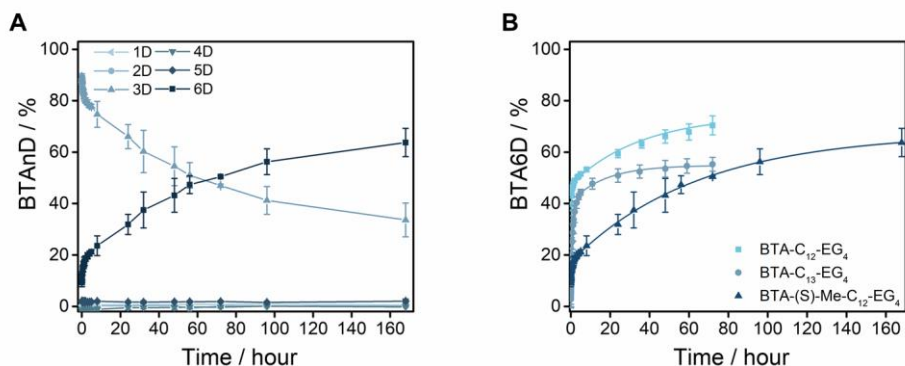 A
BTAnD / %
100
80
60
40
20
0
1D 4D
2D 5D
3D 6D
0 20 40 60 80 100 120 140 160
Time / hour
B
BTA6D / %
100
80
60
40
20
0
BTA-C₁₂-EG₄
BTA-C₁₃-EG₄
BTA-(S)-Me-C₁₂-EG₄
0 20 40 60 80 100 120 140 160
Time / hour